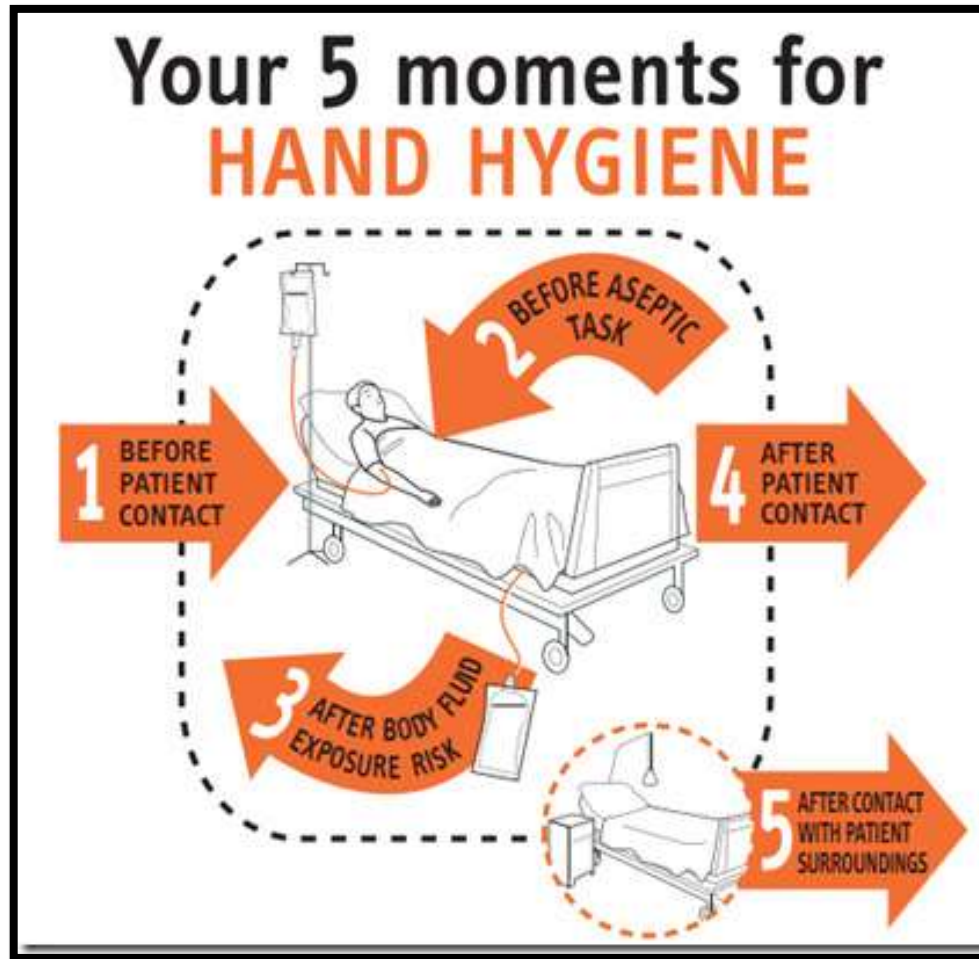 Your 5 moments for
HAND HYGIENE
1 BEFORE
PATIENT
CONTACT
2 BEFORE ASEPTIC
TASK
3 AFTER BODY FLUID
EXPOSURE RISK
4 AFTER
PATIENT
CONTACT
5 AFTER CONTACT
WITH PATIENT
SURROUNDINGS